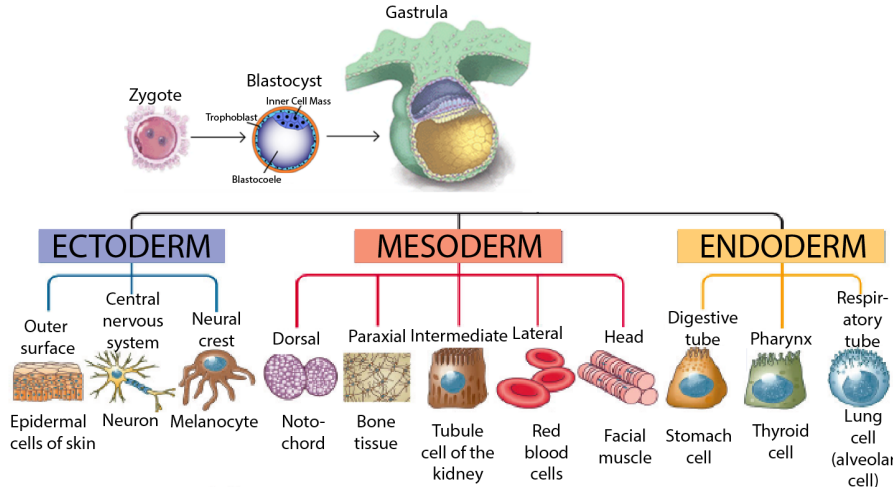 Gastrula
Blastocyst
Inner Cell Mass
Zygote
Trophoblast
Blastocoele
ECTODERM
MESODERM
ENDODERM
Outer
surface
Central
nervous
system
Neural
crest
Dorsal
Paraxial
Intermediate
Lateral
Head
Digestive
tube
Pharynx
Respir-
atory
tube
Epidermal
cells of skin
Neuron
Melanocyte
Noto-
chord
Bone
tissue
Tubule
cell of the
kidney
Red
blood
cells
Facial
muscle
Stomach
cell
Thyroid
cell
Lung
cell
(alveolar
cell)